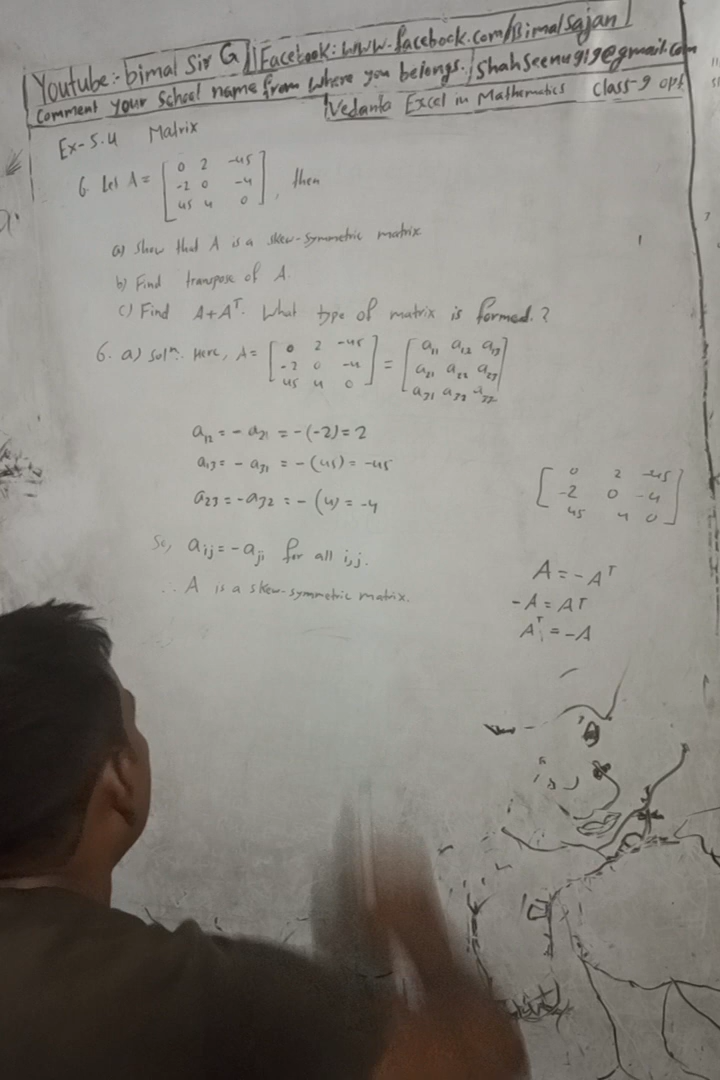 Youtube:- bimal Sir G || Facebook: www.facebook.com/BimalSajan
Comment your School name from where you belongs. / Shahseenu9ig@gmail.com
Vedanta Excel in Mathematics Class-9 opt
Ex-5.4 Matrix
6. Let A = [0 2 -45
-2 0 -4
45 4 0], then
a) Show that A is a skew-symmetric matrix
b) Find transpose of A.
c) Find A+Aᵀ. What type of matrix is formed.?
6. a) Solⁿ: Here, A = [0 2 -45
-2 0 -4
45 4 0] = [a₁₁ a₁₂ a₁₃
a₂₁ a₂₂ a₂₃
a₃₁ a₃₂ a₃₃]
a₁₂ = -a₂₁ = -(-2) = 2
a₁₃ = -a₃₁ = -(45) = -45
a₂₃ = -a₃₂ = -(4) = -4
So, aᵢⱼ = -aⱼᵢ for all i,j.
∴ A is a skew-symmetric matrix.
[0 2 -45
-2 0 -4
45 4 0]
A = -Aᵀ
-A = Aᵀ
Aᵀ = -A